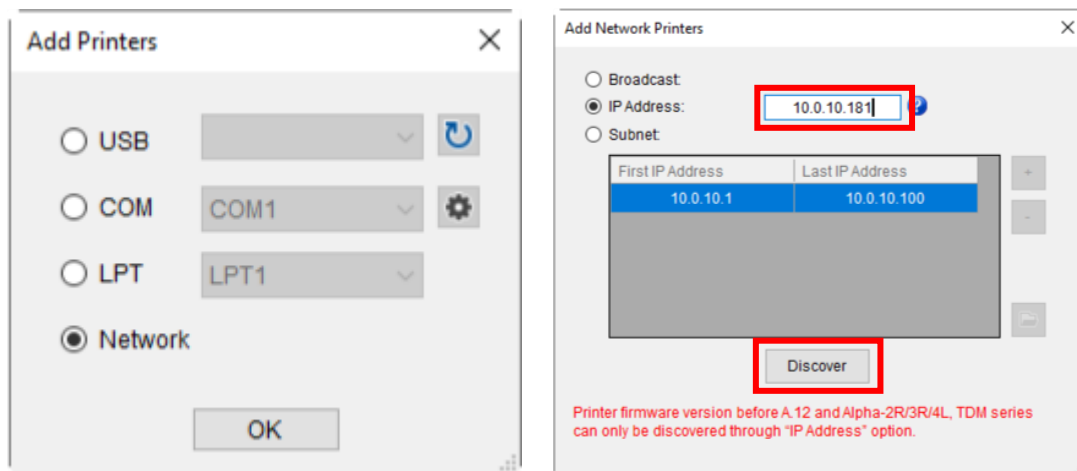 Add Printers
USB
COM COM1
LPT LPT1
Network
OK
Add Network Printers
Broadcast:
IP Address: 10.0.10.181
Subnet:
First IP Address Last IP Address
10.0.10.1 10.0.10.100
+
-
Discover
Printer firmware version before A.12 and Alpha-2R/3R/4L, TDM series
can only be discovered through “IP Address” option.